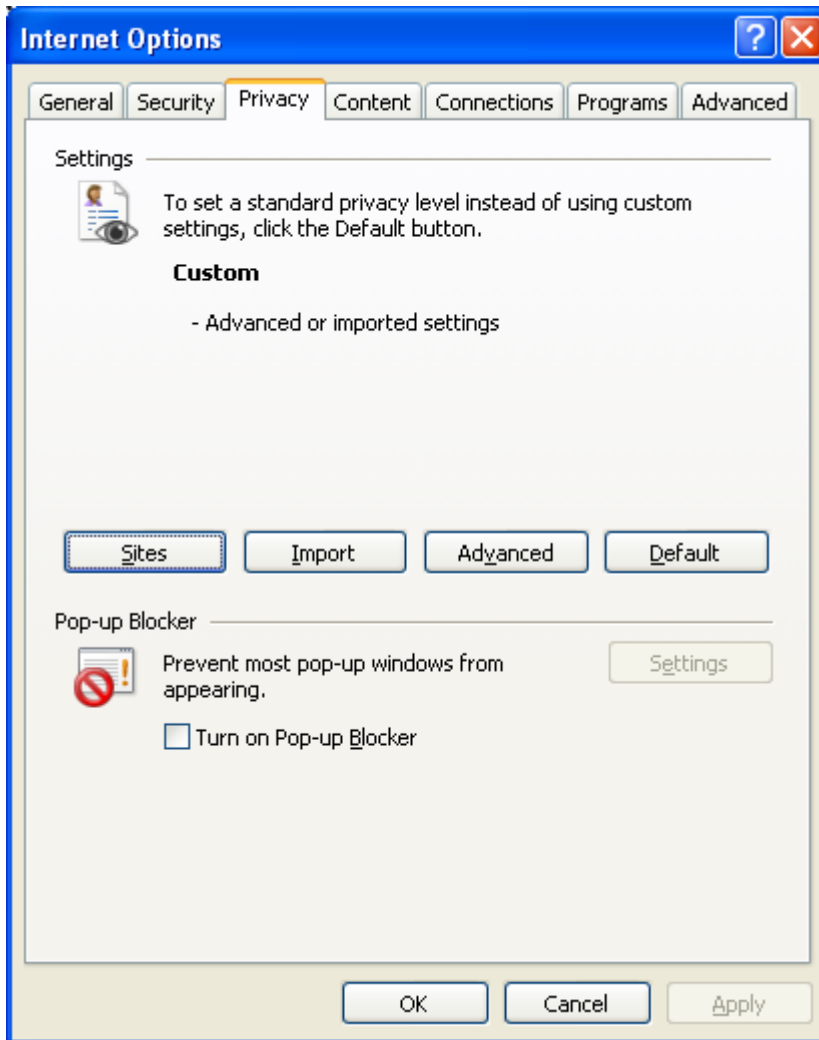 Internet Options
General Security Privacy Content Connections Programs Advanced
Settings
To set a standard privacy level instead of using custom
settings, click the Default button.
Custom
- Advanced or imported settings
Sites Import Advanced Default
Pop-up Blocker
Prevent most pop-up windows from Settings
appearing.
Turn on Pop-up Blocker
OK Cancel Apply